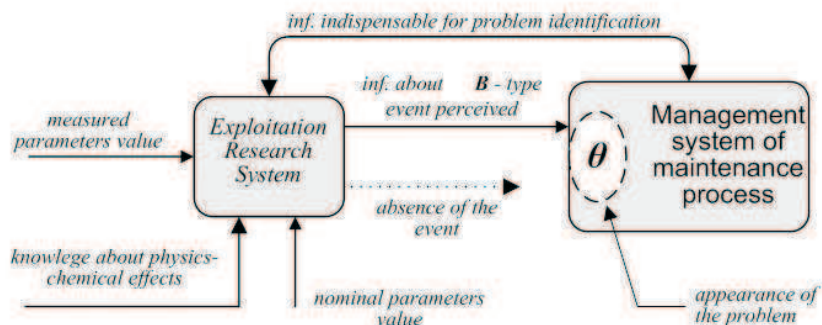 inf. indispensable for problem identification
inf. about B - type
event perceived
measured
parameters value
Exploitation
Research
System
Management
system of
maintenance
process
θ
absence of the
event
knowlege about physics-
chemical effects
nominal parameters
value
appearance of
the problem